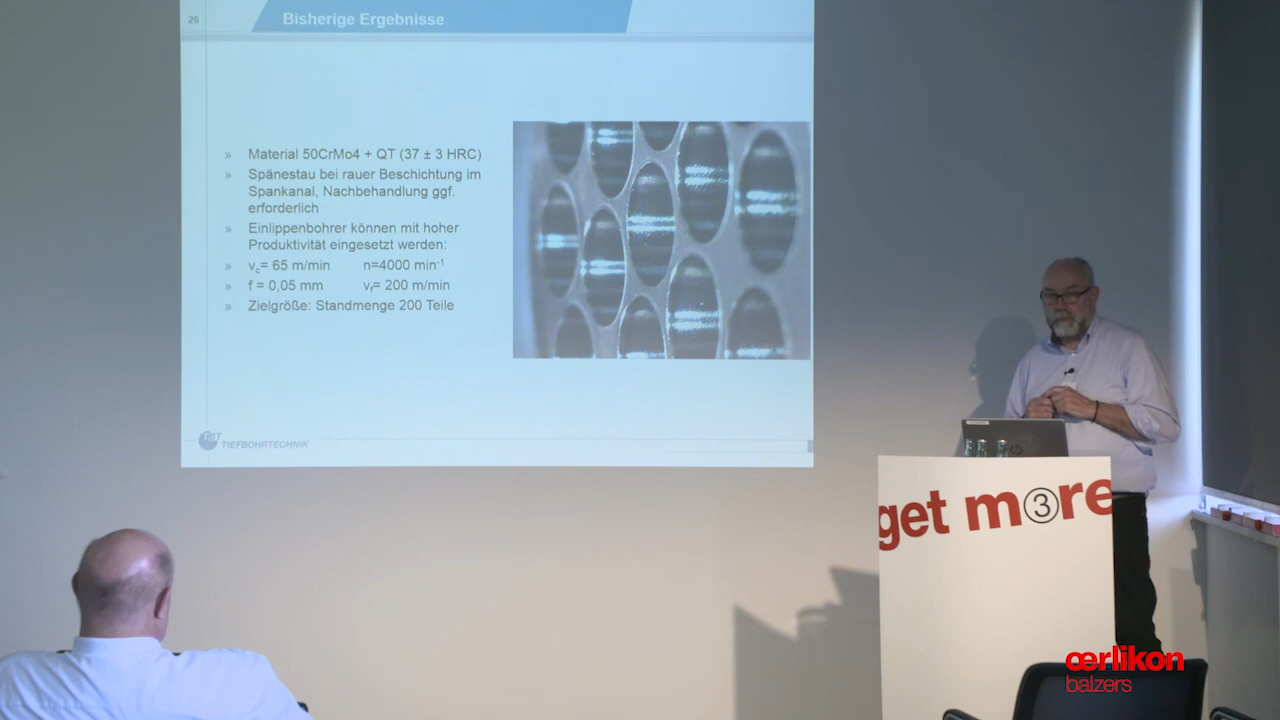 26
Bisherige Ergebnisse
» Material 50CrMo4 + QT (37 ± 3 HRC)
» Spänestau bei rauer Beschichtung im
Spankanal, Nachbehandlung ggf.
erforderlich
» Einlippenbohrer können mit hoher
Produktivität eingesetzt werden:
» vc= 65 m/min n=4000 min-1
» f = 0,05 mm vf= 200 m/min
» Zielgröße: Standmenge 200 Teile
TBT TIEFBOHRTECHNIK
get m③re
œrlikon
balzers